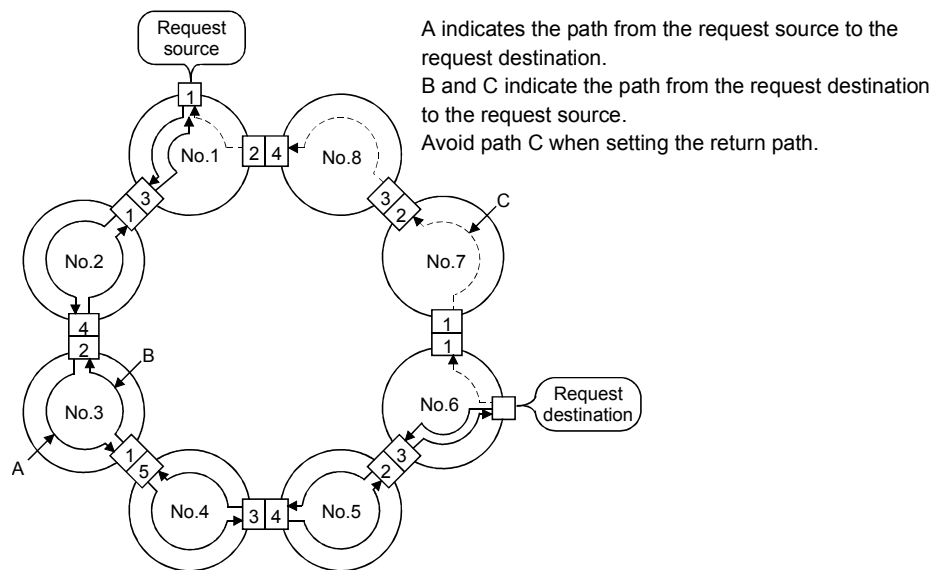 Request
source
A indicates the path from the request source to the
request destination.
B and C indicate the path from the request destination
to the request source.
Avoid path C when setting the return path.
1
No.1
2 4
No.8
3
1
3
2
C
No.2
No.7
4
2
1
1
B
No.3
No.6
Request
destination
A
1
5
3
2
No.4
3 4
No.5